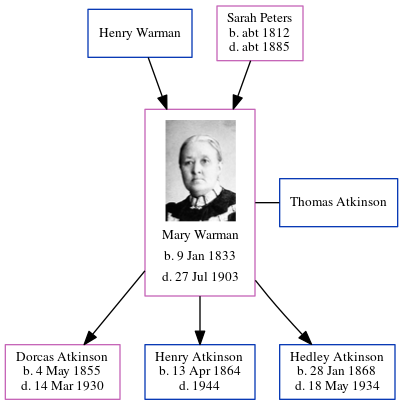 Henry Warman
Sarah Peters
b. abt 1812
d. abt 1885
Mary Warman
b. 9 Jan 1833
d. 27 Jul 1903
Thomas Atkinson
Dorcas Atkinson
b. 4 May 1855
d. 14 Mar 1930
Henry Atkinson
b. 13 Apr 1864
d. 1944
Hedley Atkinson
b. 28 Jan 1868
d. 18 May 1934